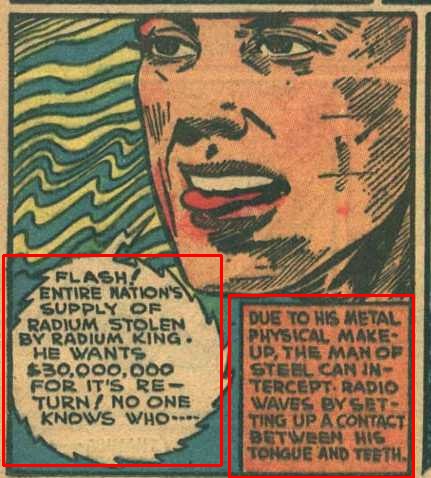 FLASH!
ENTIRE NATION'S
SUPPLY OF
RADIUM STOLEN
BY RADIUM KING.
HE WANTS
$30,000,000
FOR IT'S RE-
TURN! NO ONE
KNOWS WHO----
DUE TO HIS METAL
PHYSICAL MAKE-
UP, THE MAN OF
STEEL CAN IN-
TERCEPT RADIO
WAVES BY SET-
TING UP A CONTACT
BETWEEN HIS
TONGUE AND TEETH.